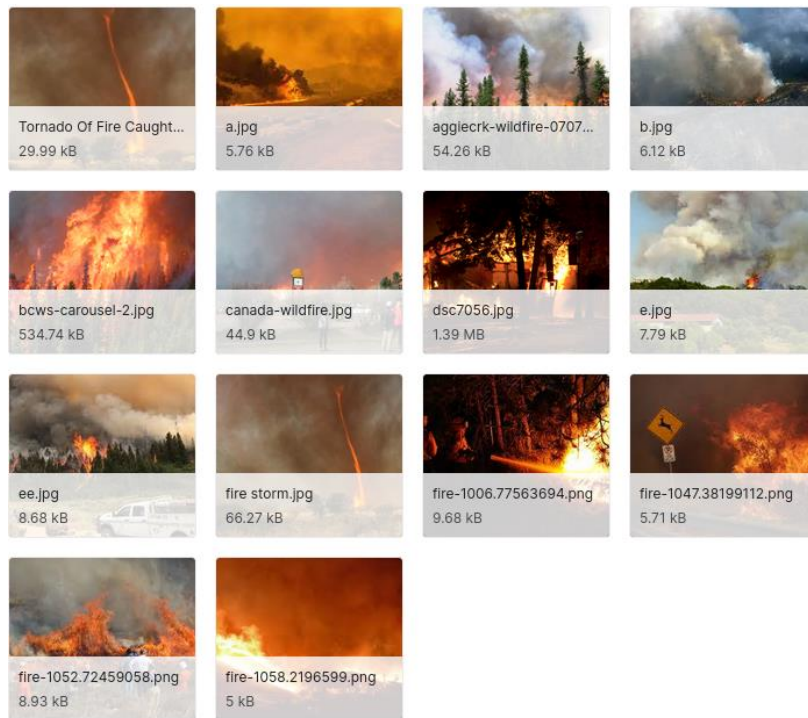 Tornado Of Fire Caught...
29.99 kB
a.jpg
5.76 kB
aggiecrk-wildfire-0707...
54.26 kB
b.jpg
6.12 kB
bcws-carousel-2.jpg
534.74 kB
canada-wildfire.jpg
44.9 kB
dsc7056.jpg
1.39 MB
e.jpg
7.79 kB
ee.jpg
8.68 kB
fire storm.jpg
66.27 kB
fire-1006.77563694.png
9.68 kB
fire-1047.38199112.png
5.71 kB
fire-1052.72459058.png
8.93 kB
fire-1058.2196599.png
5 kB